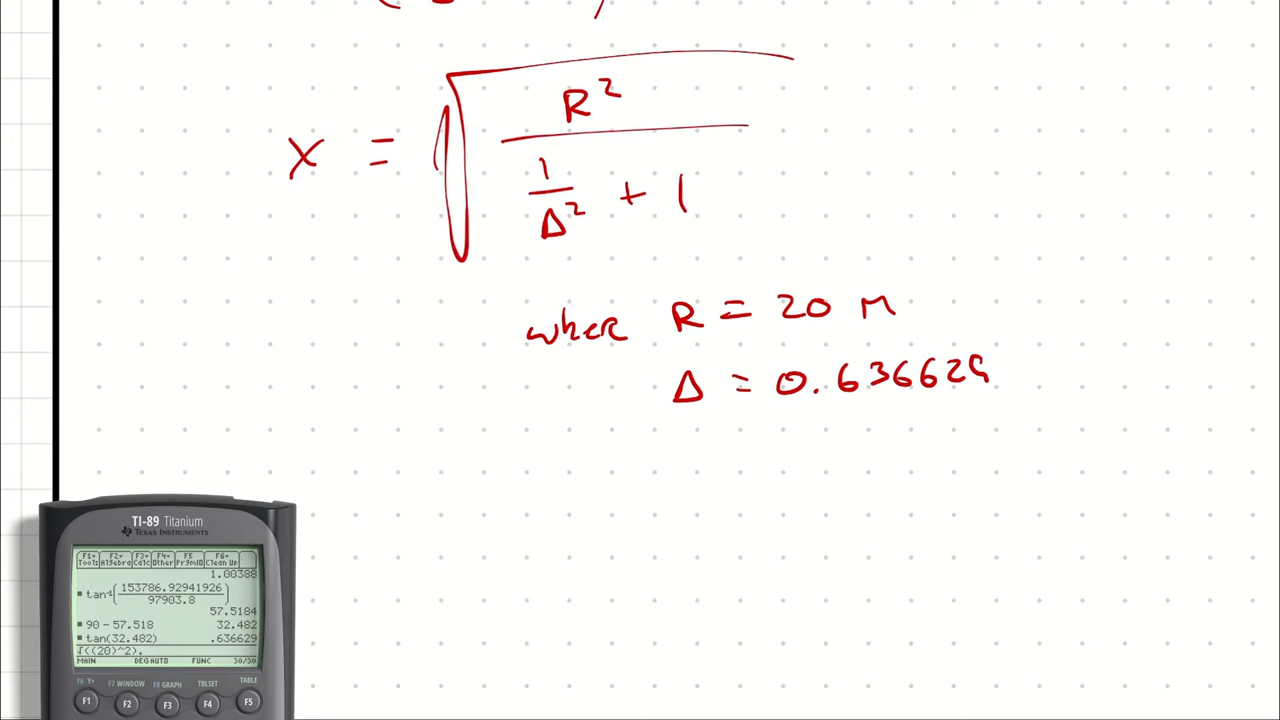 x = √
R²
1
Δ² + 1
where R = 20 m
Δ = 0.636629
TI-89 Titanium
TEXAS INSTRUMENTS
F1▾ F2▾ F3▾ F4▾ F5 F6▾
Tools Algebra Calc Other PrgmIO Clean Up
1.00388
▪ tan⁻¹(153786.92941926
97903.8)
57.5184
▪ 90 - 57.518 32.482
▪ tan(32.482) .636629
√((20)^2).
MAIN DEG AUTO FUNC 30/30
F6 Y= F7 WINDOW F8 GRAPH TBLSET TABLE
F1 F2 F3 F4 F5